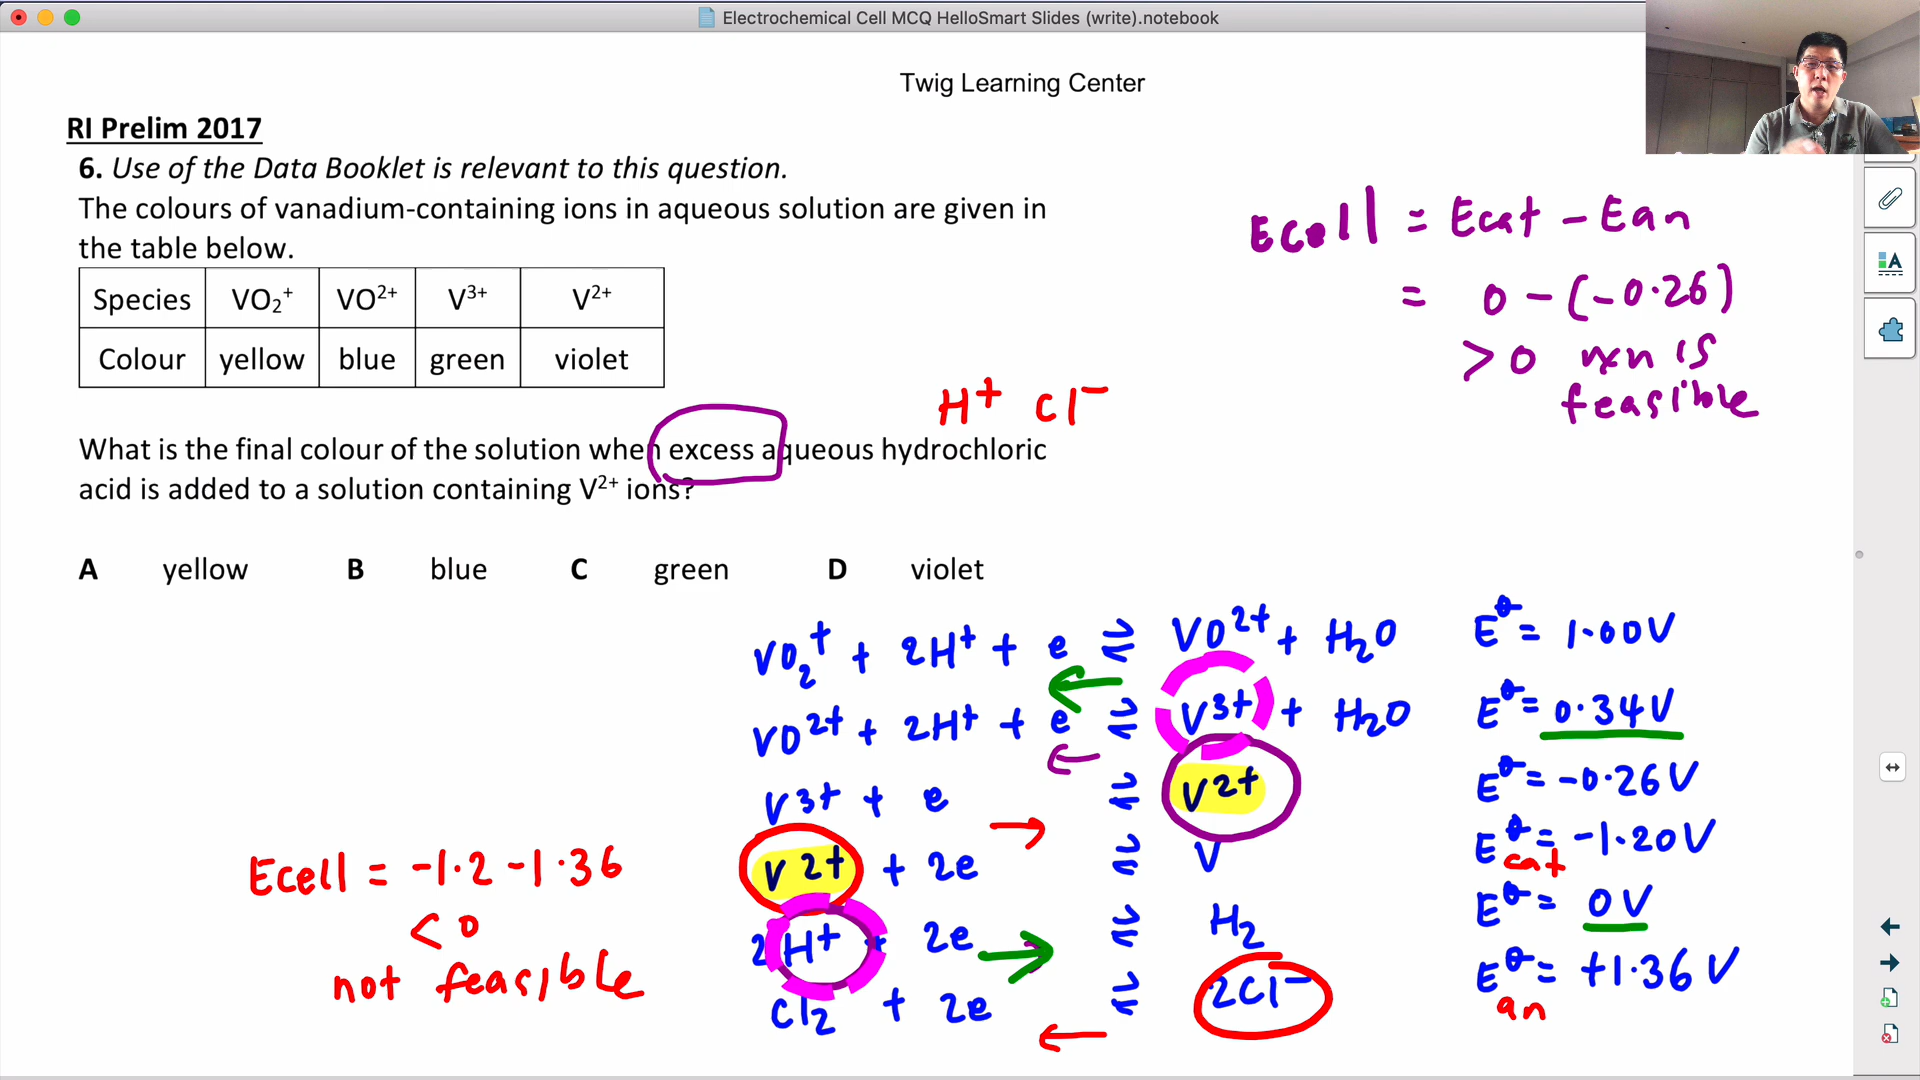 Electrochemical Cell MCQ HelloSmart Slides (write).notebook
Twig Learning Center
RI Prelim 2017
6. Use of the Data Booklet is relevant to this question.
The colours of vanadium-containing ions in aqueous solution are given in
the table below.
Species VO₂⁺ VO²⁺ V³⁺ V²⁺
Colour yellow blue green violet
Ecell = Ecat - Ean
= 0 - (-0.26)
> 0 rxn is
feasible
H⁺ Cl⁻
What is the final colour of the solution when excess aqueous hydrochloric
acid is added to a solution containing V²⁺ ions?
A yellow B blue C green D violet
VO₂⁺ + 2H⁺ + e ⇌ VO²⁺ + H₂O E⦵ = 1.00V
VO²⁺ + 2H⁺ + e ⇌ V³⁺ + H₂O E⦵ = 0.34V
V³⁺ + e ⇌ V²⁺ E⦵ = -0.26V
V²⁺ + 2e ⇌ V E⦵ = -1.20V
cat
2H⁺ + 2e ⇌ H₂ E⦵ = 0V
Cl₂ + 2e ⇌ 2Cl⁻ E⦵ = +1.36V
an
Ecell = -1.2 -1.36
< 0
not feasible